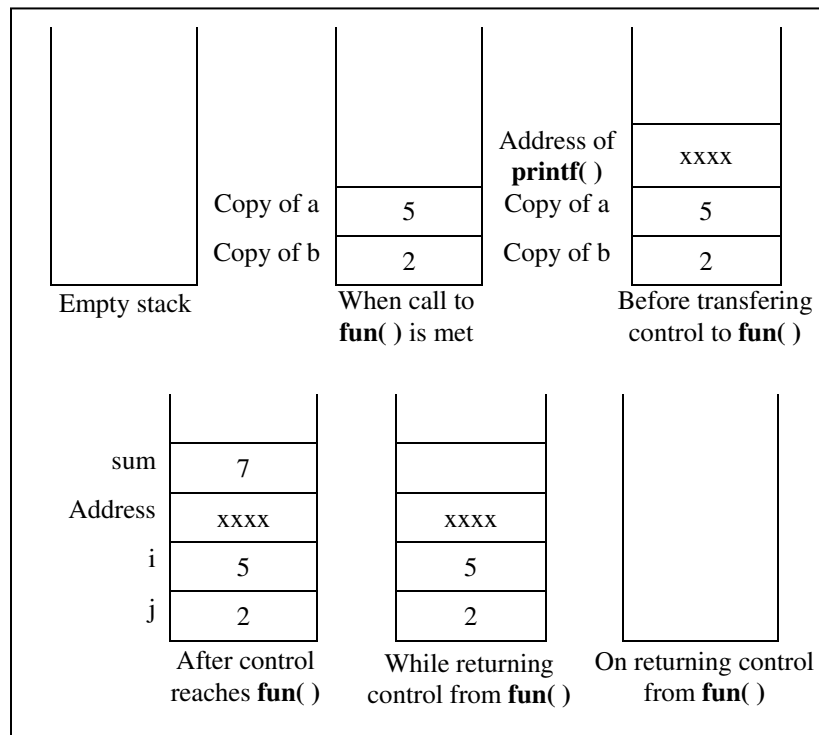 Address of
printf( )
xxxx
Copy of a
5
Copy of a
5
Copy of b
2
Copy of b
2
Empty stack
When call to
fun( ) is met
Before transfering
control to fun( )
sum
7
Address
xxxx
xxxx
i
5
5
j
2
2
After control
reaches fun( )
While returning
control from fun( )
On returning control
from fun( )